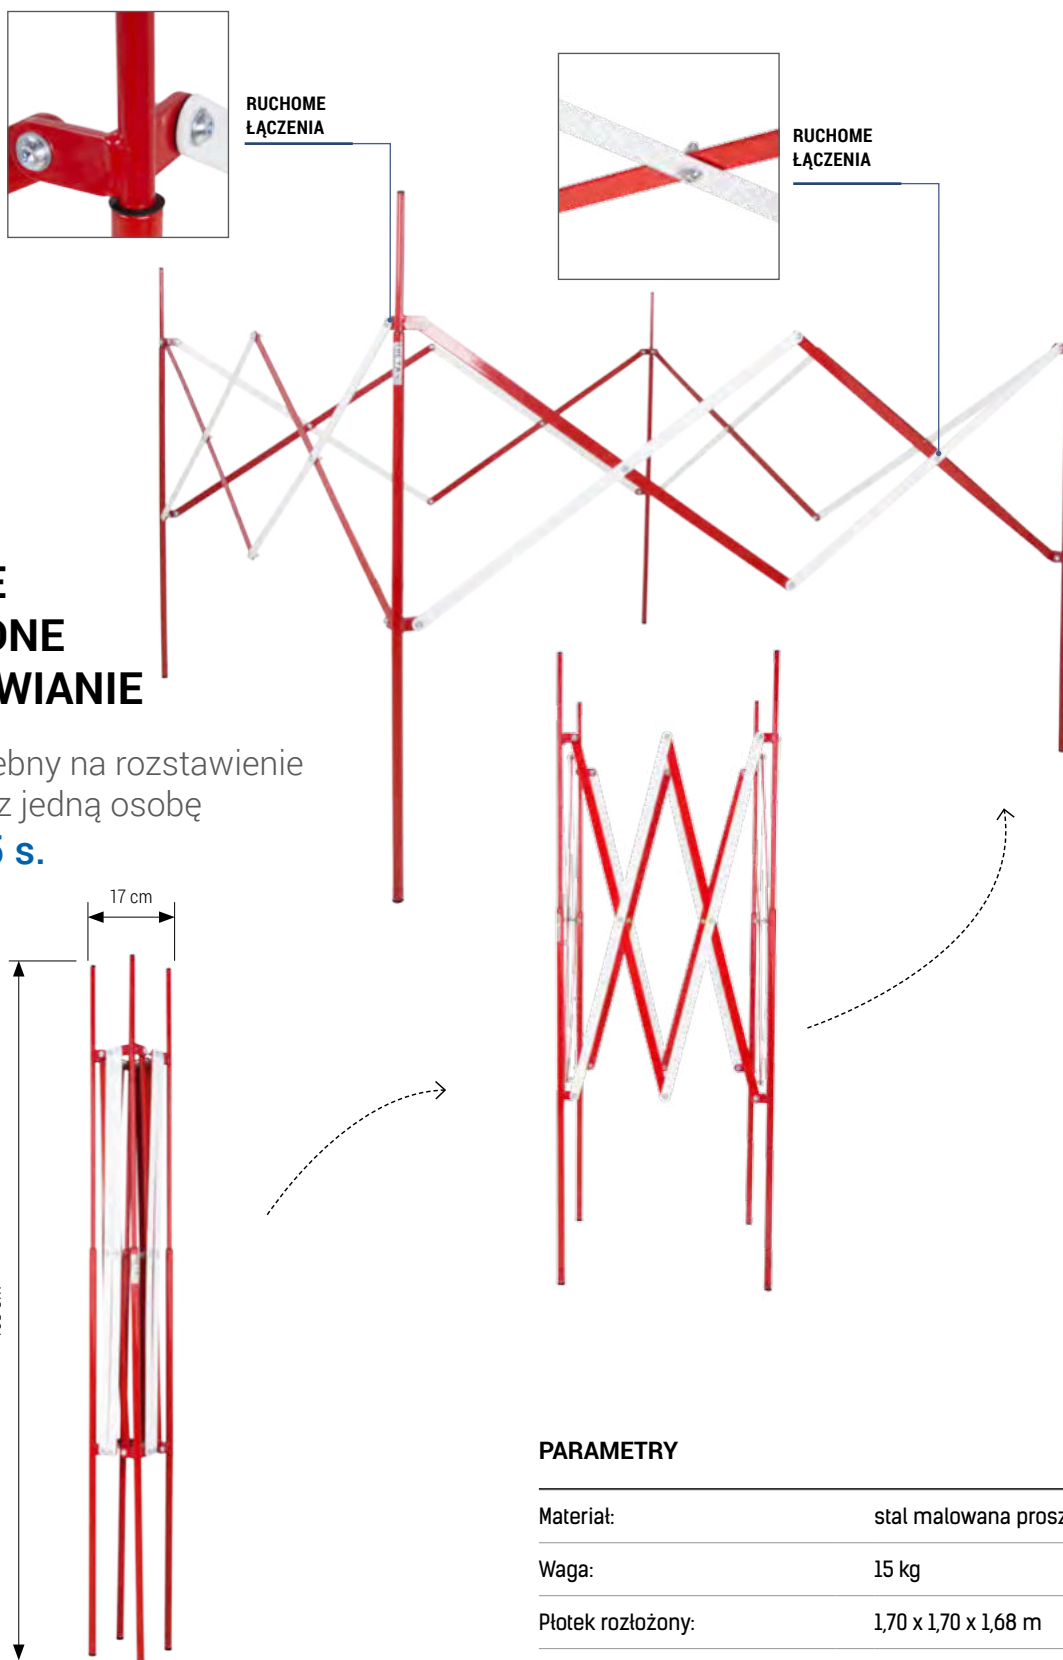 RUCHOME
ŁĄCZENIA
RUCHOME
ŁĄCZENIA
E
ONE
WIANIE
ebny na rozstawienie
z jedną osobę
s.
17 cm
PARAMETRY
Materiał: stal malowana prosz
Waga: 15 kg
Płotek rozłożony: 1,70 x 1,70 x 1,68 m